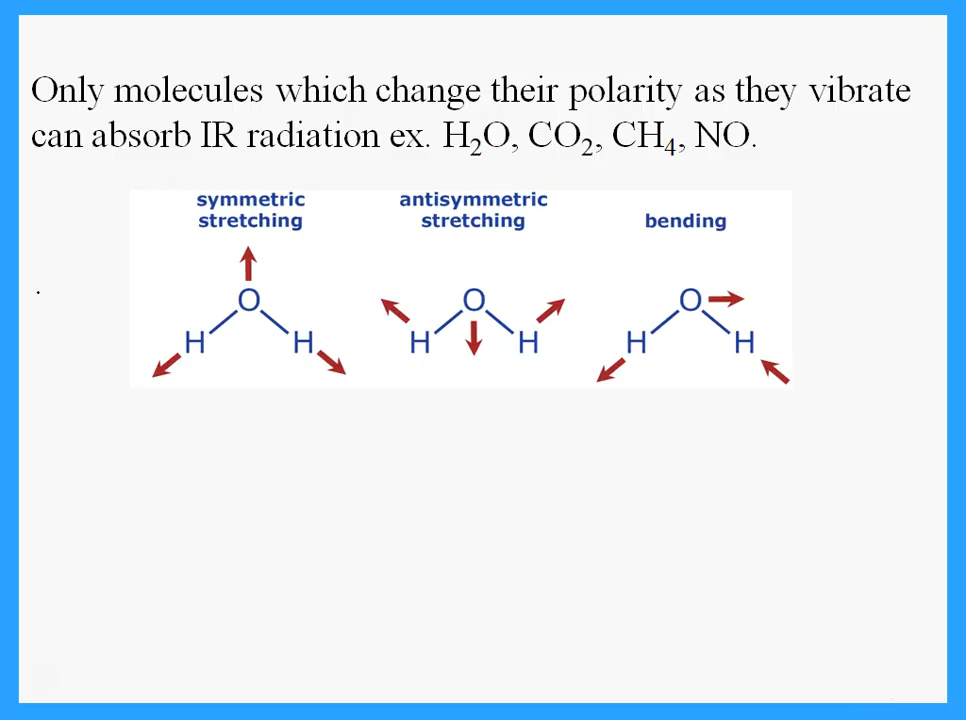 Only molecules which change their polarity as they vibrate
can absorb IR radiation ex. H₂O, CO₂, CH₄, NO.
symmetric
stretching
antisymmetric
stretching
bending
.
O
H H
O
H H
O
H H